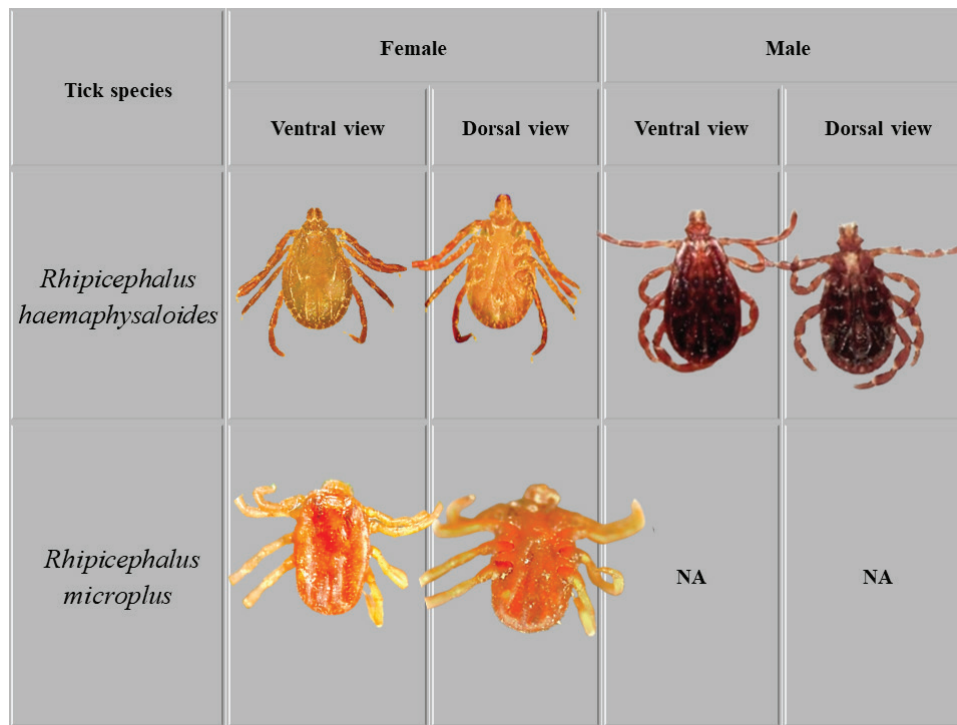 Tick species
Female
Male
Ventral view
Dorsal view
Ventral view
Dorsal view
Rhipicephalus
haemaphysaloides
Rhipicephalus
microplus
NA
NA